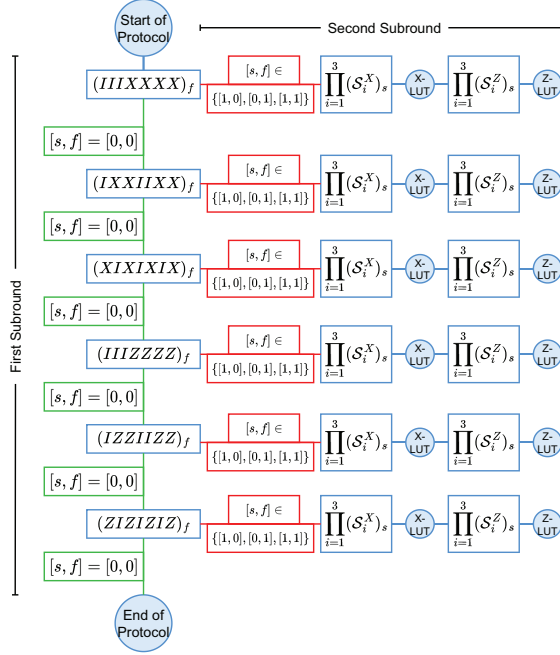 Start of
Protocol
Second Subround
(IIIXXXX)_f
[s, f] ∈
{[1, 0], [0, 1], [1, 1]}
∏_{i=1}^{3}(𝒮_i^X)_s
X-
LUT
∏_{i=1}^{3}(𝒮_i^Z)_s
Z-
LUT
[s, f] = [0, 0]
(IXXIIXX)_f
[s, f] ∈
{[1, 0], [0, 1], [1, 1]}
∏_{i=1}^{3}(𝒮_i^X)_s
X-
LUT
∏_{i=1}^{3}(𝒮_i^Z)_s
Z-
LUT
[s, f] = [0, 0]
First Subround
(XIXIXIX)_f
[s, f] ∈
{[1, 0], [0, 1], [1, 1]}
∏_{i=1}^{3}(𝒮_i^X)_s
X-
LUT
∏_{i=1}^{3}(𝒮_i^Z)_s
Z-
LUT
[s, f] = [0, 0]
(IIIZZZZ)_f
[s, f] ∈
{[1, 0], [0, 1], [1, 1]}
∏_{i=1}^{3}(𝒮_i^X)_s
X-
LUT
∏_{i=1}^{3}(𝒮_i^Z)_s
Z-
LUT
[s, f] = [0, 0]
(IZZIIZZ)_f
[s, f] ∈
{[1, 0], [0, 1], [1, 1]}
∏_{i=1}^{3}(𝒮_i^X)_s
X-
LUT
∏_{i=1}^{3}(𝒮_i^Z)_s
Z-
LUT
[s, f] = [0, 0]
(ZIZIZIZ)_f
[s, f] ∈
{[1, 0], [0, 1], [1, 1]}
∏_{i=1}^{3}(𝒮_i^X)_s
X-
LUT
∏_{i=1}^{3}(𝒮_i^Z)_s
Z-
LUT
[s, f] = [0, 0]
End of
Protocol